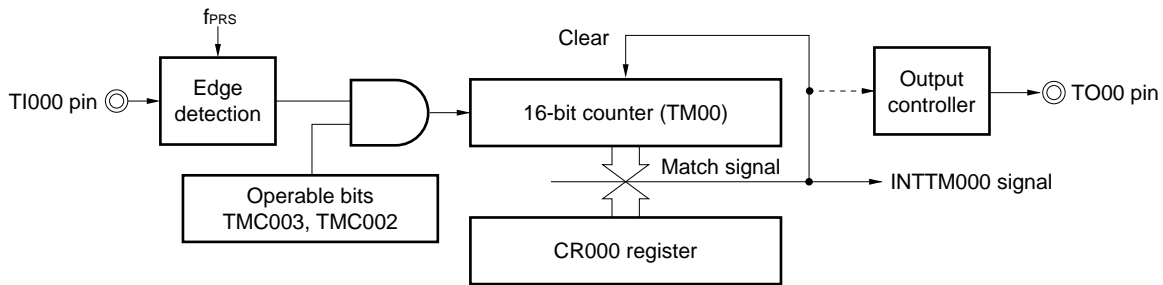 fPRS
Clear
TI000 pin
Edge
detection
16-bit counter (TM00)
Output
controller
TO00 pin
Match signal
INTTM000 signal
Operable bits
TMC003, TMC002
CR000 register